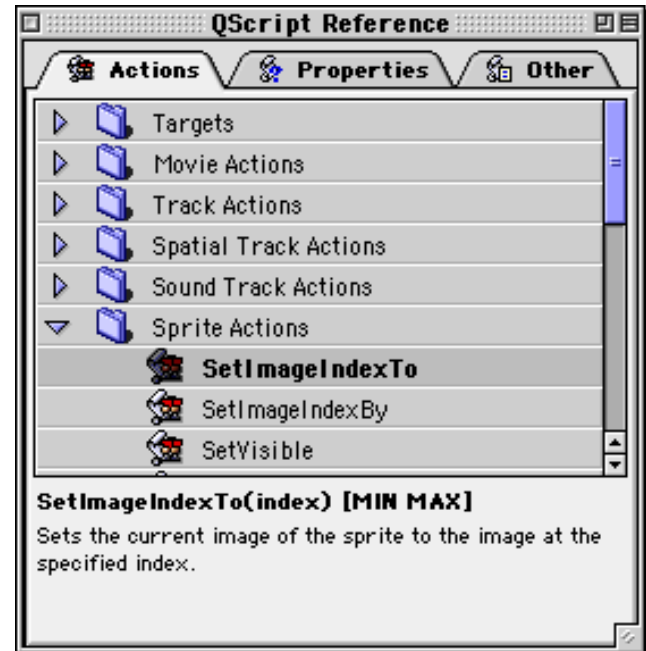 QScript Reference
Actions Properties Other
Targets
Movie Actions
Track Actions
Spatial Track Actions
Sound Track Actions
Sprite Actions
SetImageIndexTo
SetImageIndexBy
SetVisible
SetImageIndexTo(index) [MIN MAX]
Sets the current image of the sprite to the image at the
specified index.